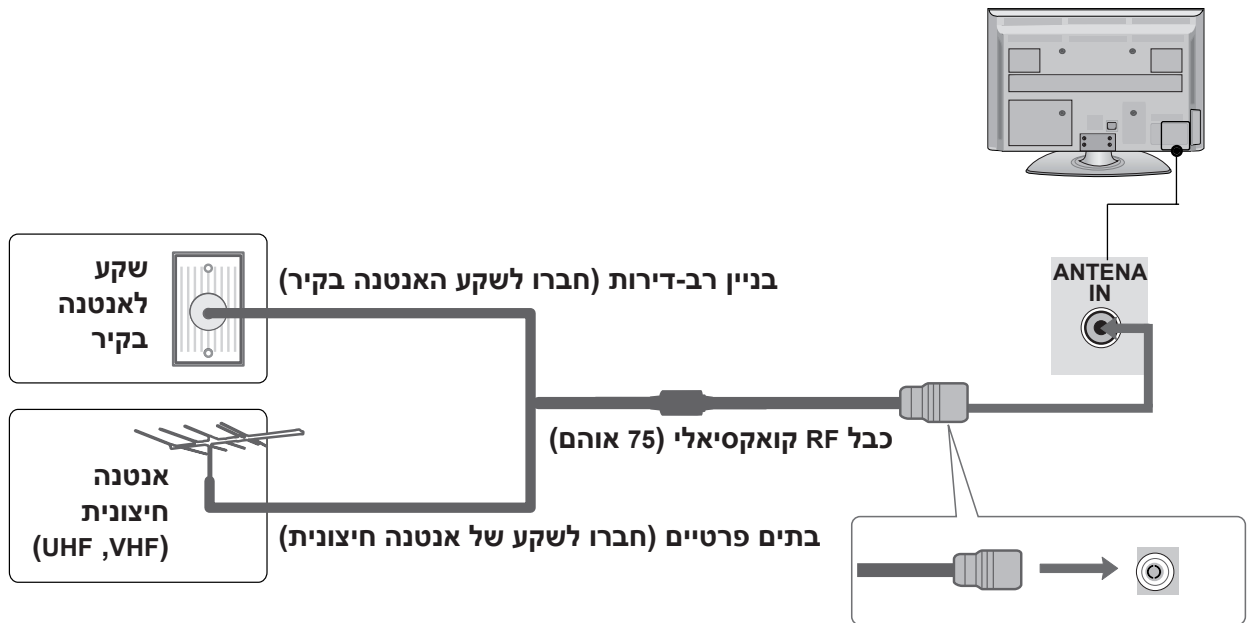 ANTENA
IN
שקע
לאנטנה
בקיר
בניין רב-דירות (חברו לשקע האנטנה בקיר)
כבל RF קואקסיאלי (75 אוהם)
אנטנה
חיצונית
(UHF ,VHF)
בתים פרטיים (חברו לשקע של אנטנה חיצונית)